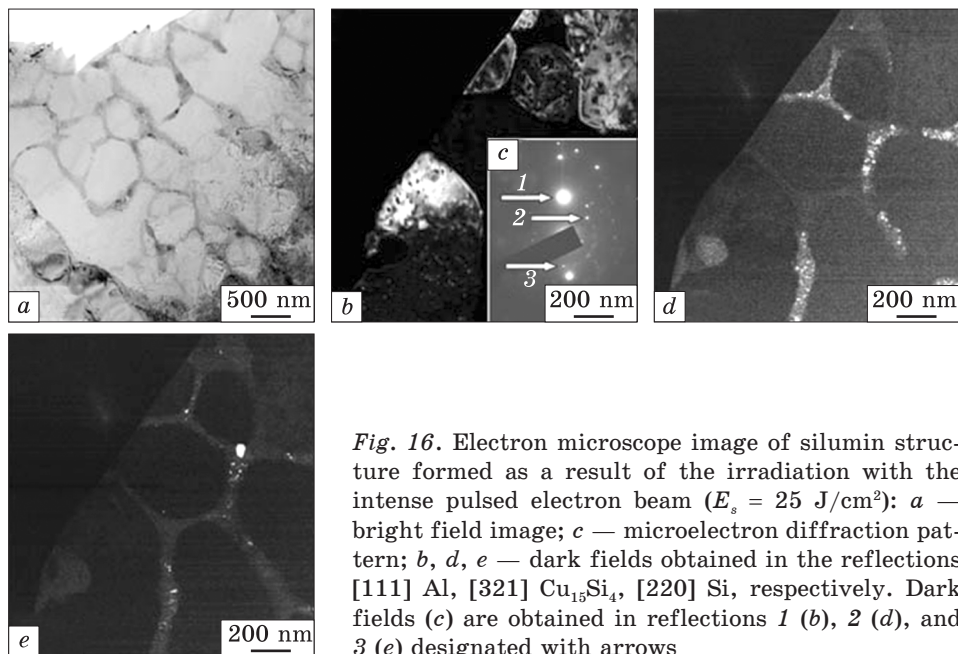 a
500 nm
b
c
1
2
3
200 nm
d
200 nm
e
200 nm
Fig. 16. Electron microscope image of silumin struc-
ture formed as a result of the irradiation with the
intense pulsed electron beam (Eₛ = 25 J/cm²): a —
bright field image; c — microelectron diffraction pat-
tern; b, d, e — dark fields obtained in the reflections
[111] Al, [321] Cu₁₅Si₄, [220] Si, respectively. Dark
fields (c) are obtained in reflections 1 (b), 2 (d), and
3 (e) designated with arrows